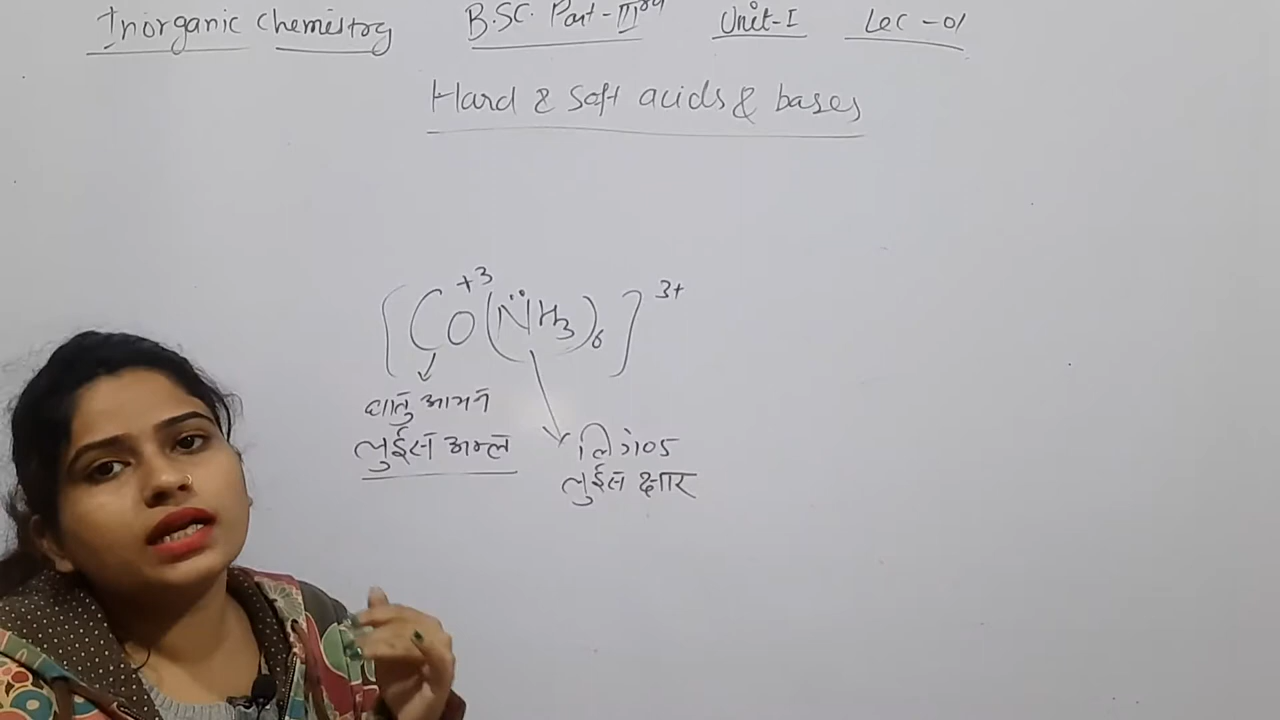 Inorganic Chemistry B.SC. Part-III rd Unit-I Lec-01
Hard & Soft acids & bases
[CO+3(N̈H3)6]3+
धातु आयन
लुईस अम्ल
लिगेण्ड
लुईस क्षार